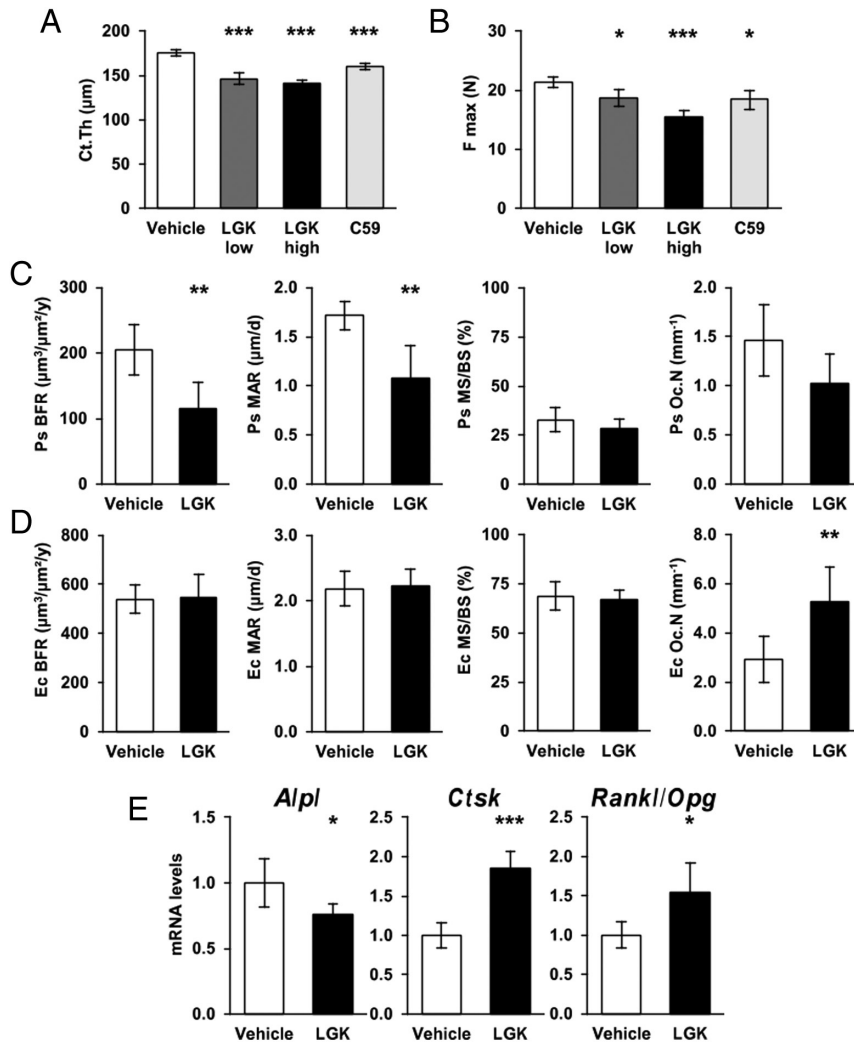 A
Ct.Th (µm)
200
150
100
50
0
*** *** ***
Vehicle LGK low LGK high C59
B
F max (N)
30
20
10
0
* *** *
Vehicle LGK low LGK high C59
C
Ps BFR (µm³/µm²/y)
300
200
100
0
**
Vehicle LGK
Ps MAR (µm/d)
2.0
1.5
1.0
1.5
0.0
**
Vehicle LGK
Ps MS/BS (%)
100
75
50
25
0
Vehicle LGK
Ps Oc.N (mm⁻¹)
2.0
1.5
1.0
1.5
0.0
Vehicle LGK
D
Ec BFR (µm³/µm²/y)
800
600
400
600
0
Vehicle LGK
Ec MAR (µm/d)
3.0
2.0
1.0
0.0
Vehicle LGK
Ec MS/BS (%)
100
75
50
25
0
Vehicle LGK
Ec Oc.N (mm⁻¹)
8.0
6.0
4.0
2.0
0.0
**
Vehicle LGK
E
mRNA levels
Alpl
1.5
1.0
0.5
0.0
*
Vehicle LGK
Ctsk
2.5
2.0
1.5
1.0
0.5
0.0
***
Vehicle LGK
Rankl/Opg
2.5
2.0
1.5
1.0
0.5
0.0
*
Vehicle LGK